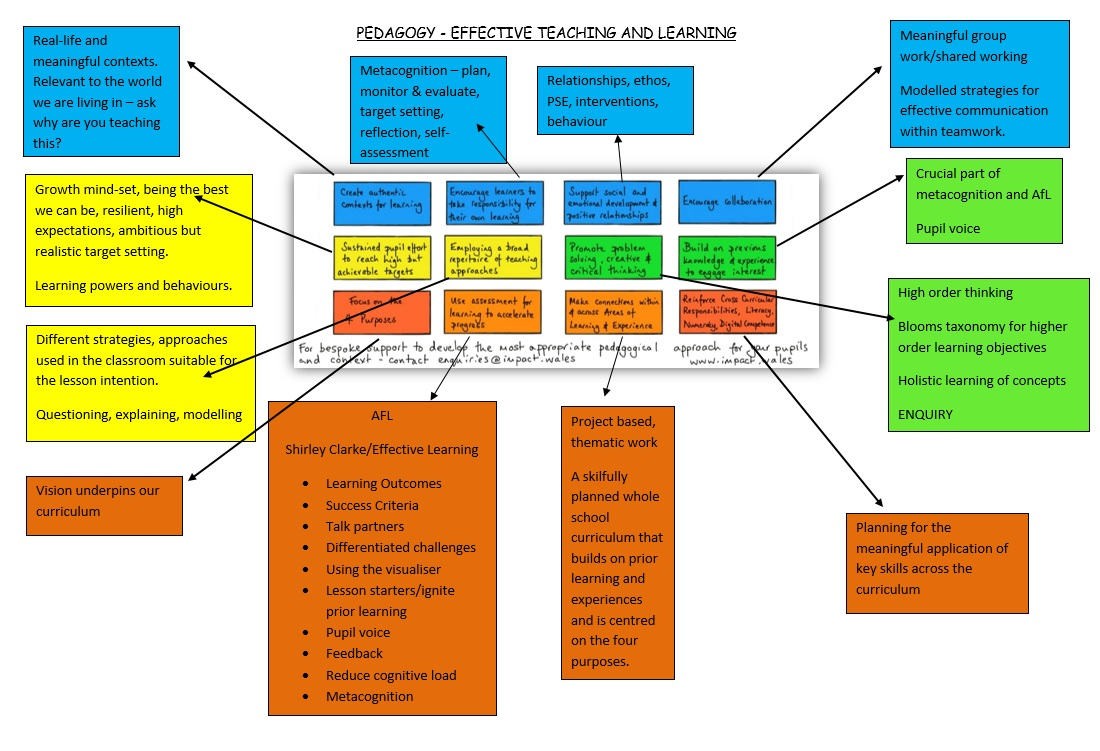 PEDAGOGY - EFFECTIVE TEACHING AND LEARNING
Real-life and
meaningful contexts.
Relevant to the world
we are living in – ask
why are you teaching
this?
Metacognition – plan,
monitor & evaluate,
target setting,
reflection, self-
assessment
Relationships, ethos,
PSE, interventions,
behaviour
Meaningful group
work/shared working
Modelled strategies for
effective communication
within teamwork.
Growth mind-set, being the best
we can be, resilient, high
expectations, ambitious but
realistic target setting.
Learning powers and behaviours.
Create authentic
contexts for learning
Encourage learners to
take responsibility for
their own learning
Support social and
emotional development &
positive relationships
Encourage collaboration
Sustained pupil effort
to reach high but
achievable targets
Employing a broad
repertoire of teaching
approaches
Promote problem
solving, creative &
critical thinking
Build on previous
knowledge & experience
to engage interest
Focus on the
4 Purposes
Use assessment for
learning to accelerate
progress
Make connections within
& across Areas of
Learning & Experience
Reinforce Cross Curricular
Responsibilities, Literacy,
Numeracy, Digital Competence
For bespoke support to develop the most appropriate pedagogical approach for your pupils
and context - contact enquiries@impact.wales www.impact.wales
Crucial part of
metacognition and AfL
Pupil voice
High order thinking
Blooms taxonomy for higher
order learning objectives
Holistic learning of concepts
ENQUIRY
Different strategies, approaches
used in the classroom suitable for
the lesson intention.
Questioning, explaining, modelling
Vision underpins our
curriculum
AFL
Shirley Clarke/Effective Learning
• Learning Outcomes
• Success Criteria
• Talk partners
• Differentiated challenges
• Using the visualiser
• Lesson starters/ignite
prior learning
• Pupil voice
• Feedback
• Reduce cognitive load
• Metacognition
Project based,
thematic work
A skilfully
planned whole
school
curriculum that
builds on prior
learning and
experiences
and is centred
on the four
purposes.
Planning for the
meaningful application of
key skills across the
curriculum